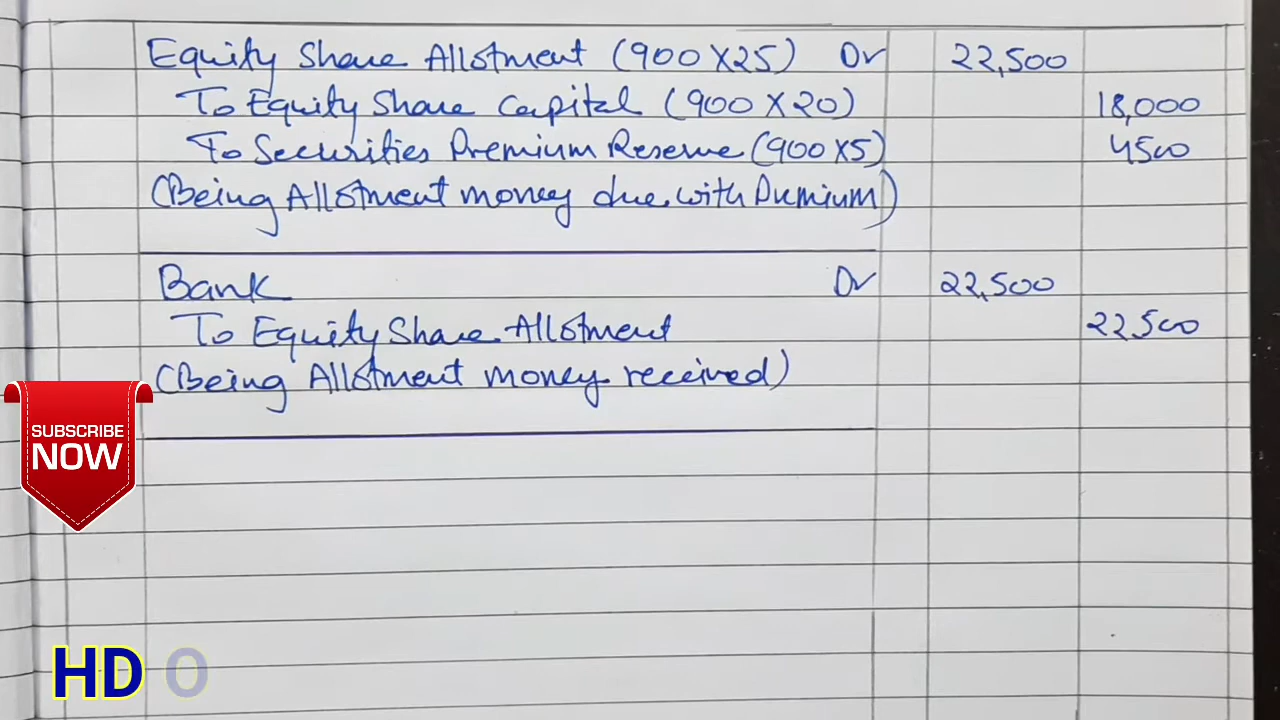 Equity Share Allotment (900 X 25) Dr 22,500
To Equity Share Capital (900 X 20) 18,000
To Securities Premium Reserve (900 X 5) 4500
(Being Allotment money due with Premium)
Bank Dr 22,500
To Equity Share Allotment 22,500
(Being Allotment money received)
SUBSCRIBE
NOW
HD O